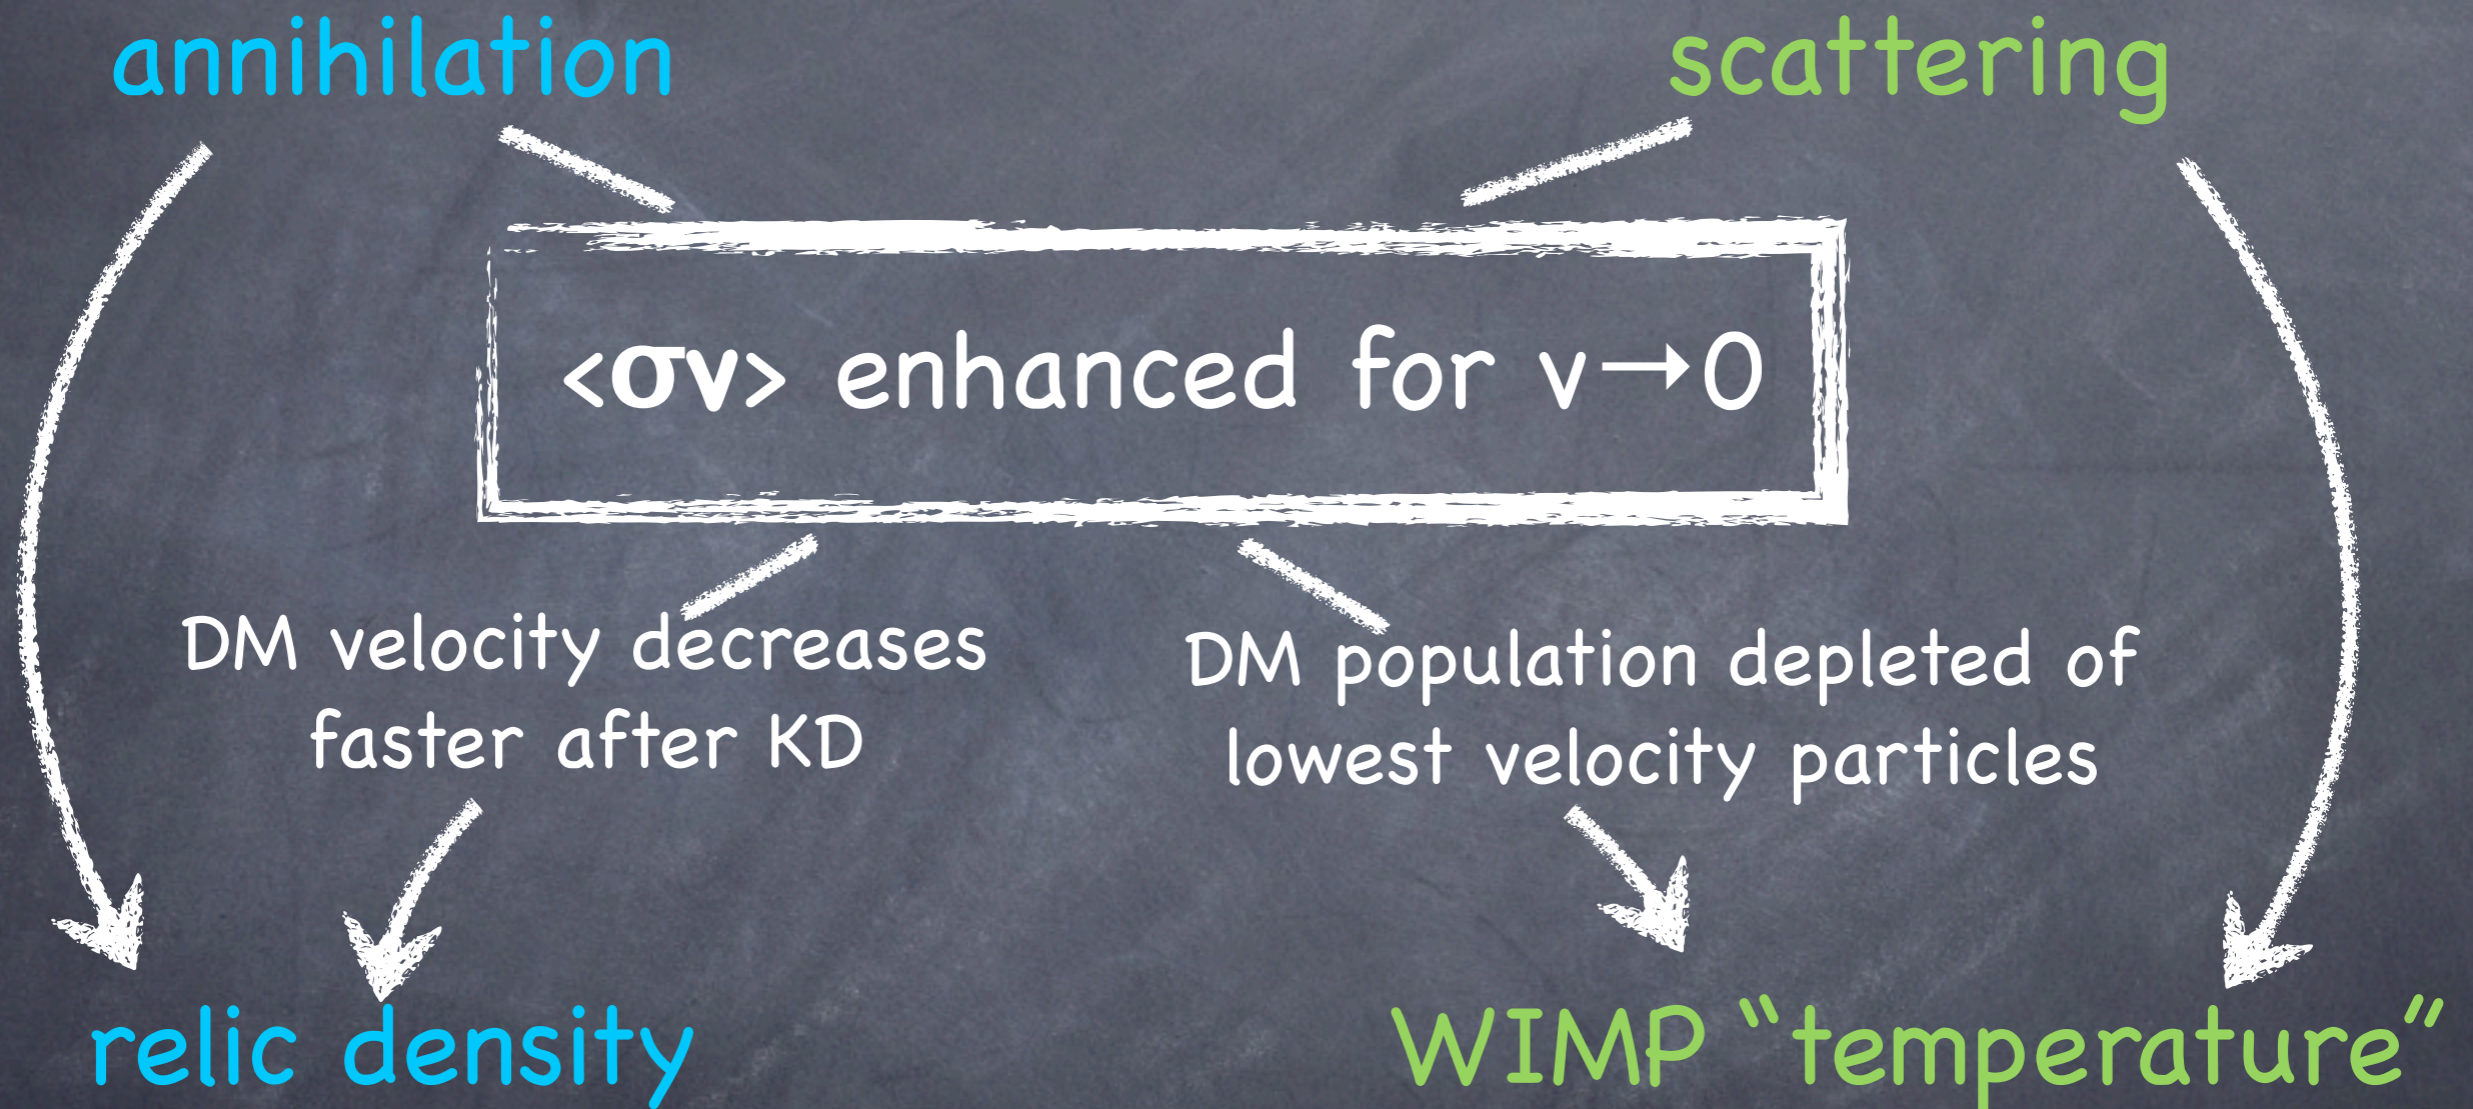 annihilation
scattering
<σv> enhanced for v→0
DM velocity decreases
faster after KD
DM population depleted of
lowest velocity particles
relic density
WIMP “temperature”